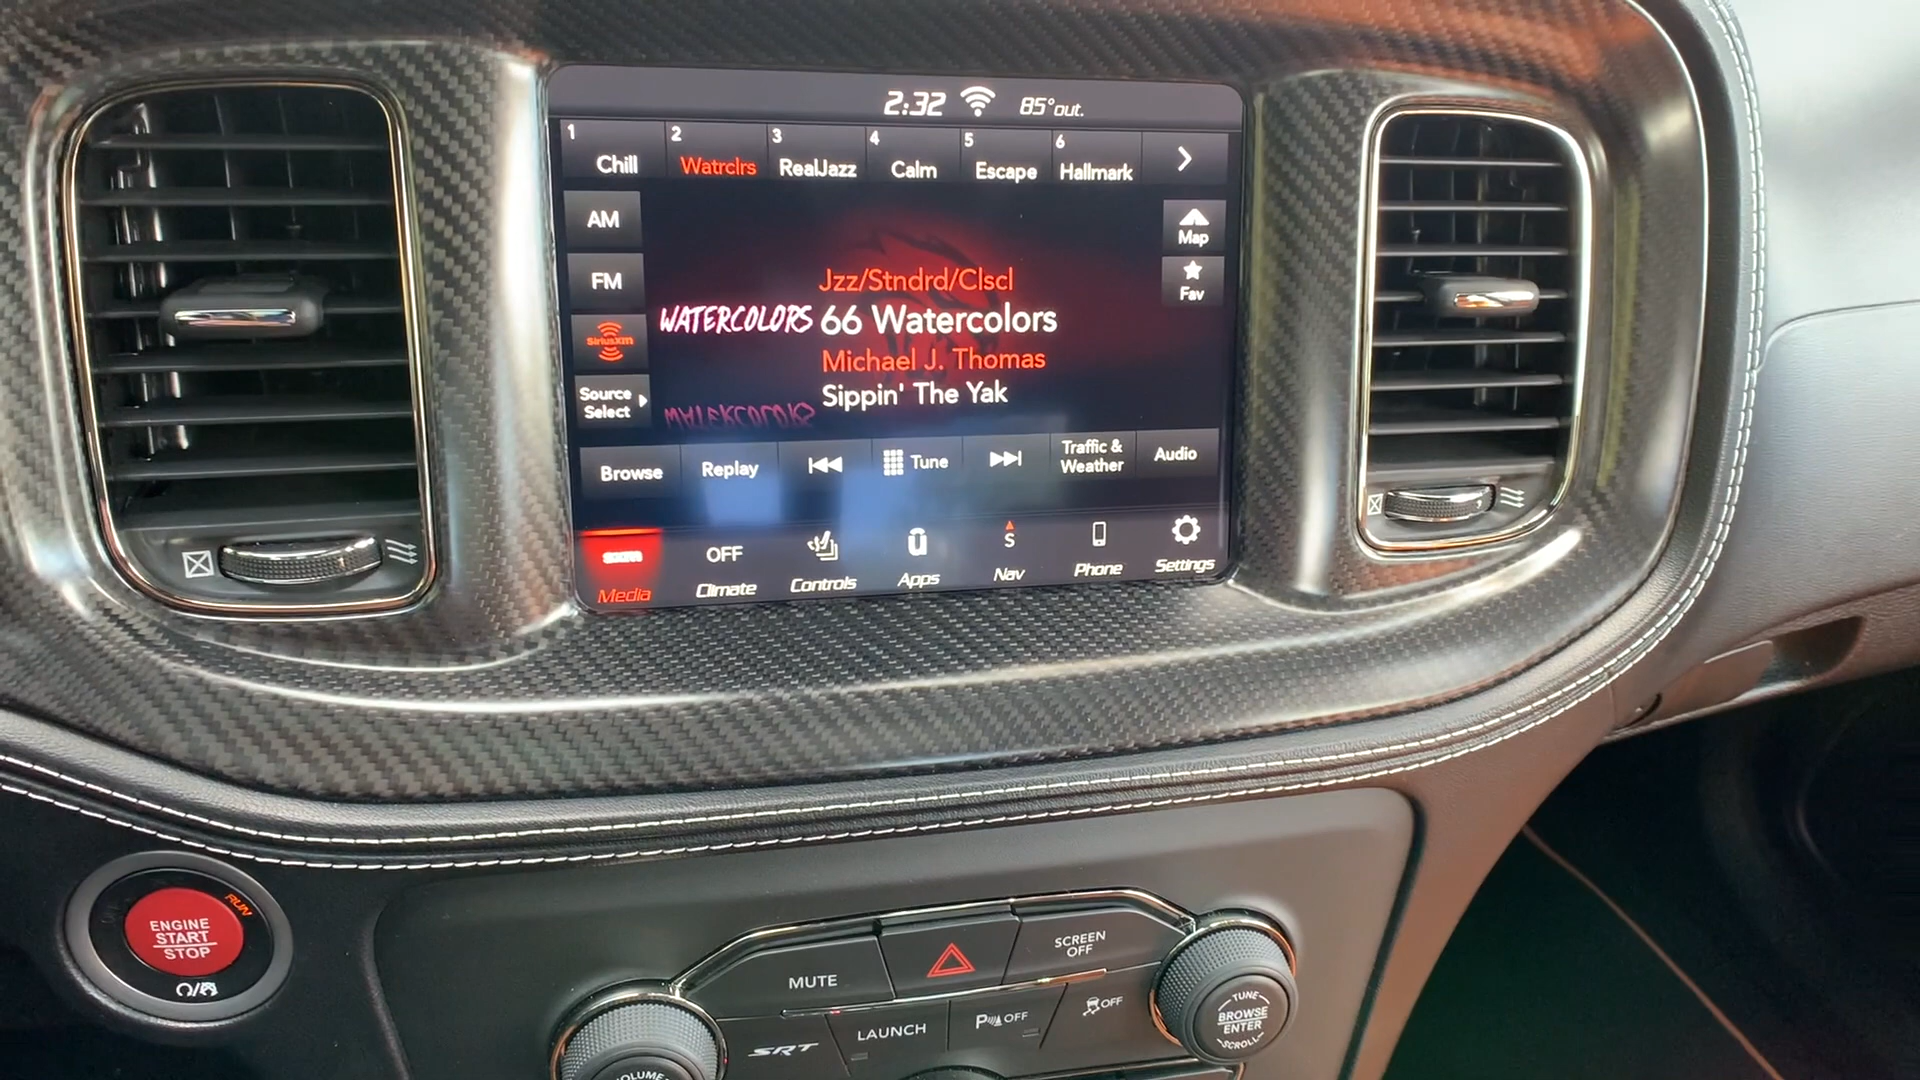 2:32 85°out.
1 Chill
2 Watrclrs
3 RealJazz
4 Calm
5 Escape
6 Hallmark
AM
FM
SiriusXM
Source
Select
Map
Fav
Jzz/Stndrd/Clscl
WATERCOLORS
66 Watercolors
Michael J. Thomas
Sippin' The Yak
Browse
Replay
Tune
Traffic &
Weather
Audio
sxm
Media
OFF
Climate
Controls
Apps
S
Nav
Phone
Settings
RUN
ENGINE
START
STOP
MUTE
SCREEN
OFF
SRT
LAUNCH
P OFF
OFF
VOLUME
TUNE
BROWSE
ENTER
SCROLL